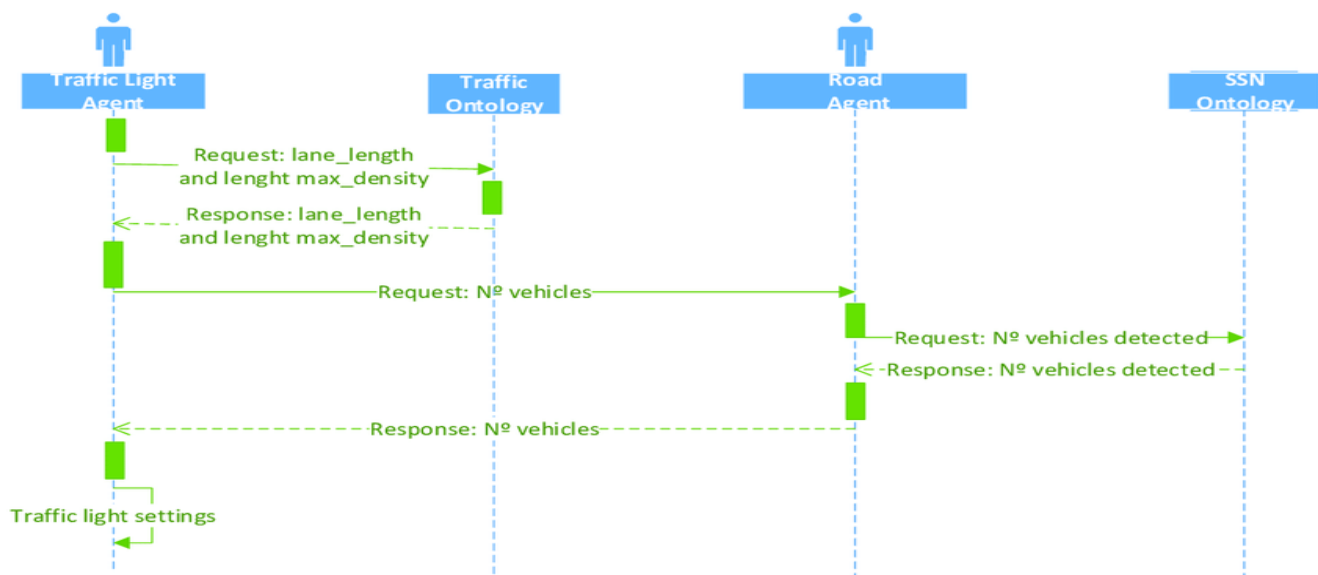 Traffic Light
Agent
Traffic
Ontology
Road
Agent
SSN
Ontology
Request: lane_length
and lenght max_density
Response: lane_length
and lenght max_density
Request: Nº vehicles
Request: Nº vehicles detected
Response: Nº vehicles detected
Response: Nº vehicles
Traffic light settings